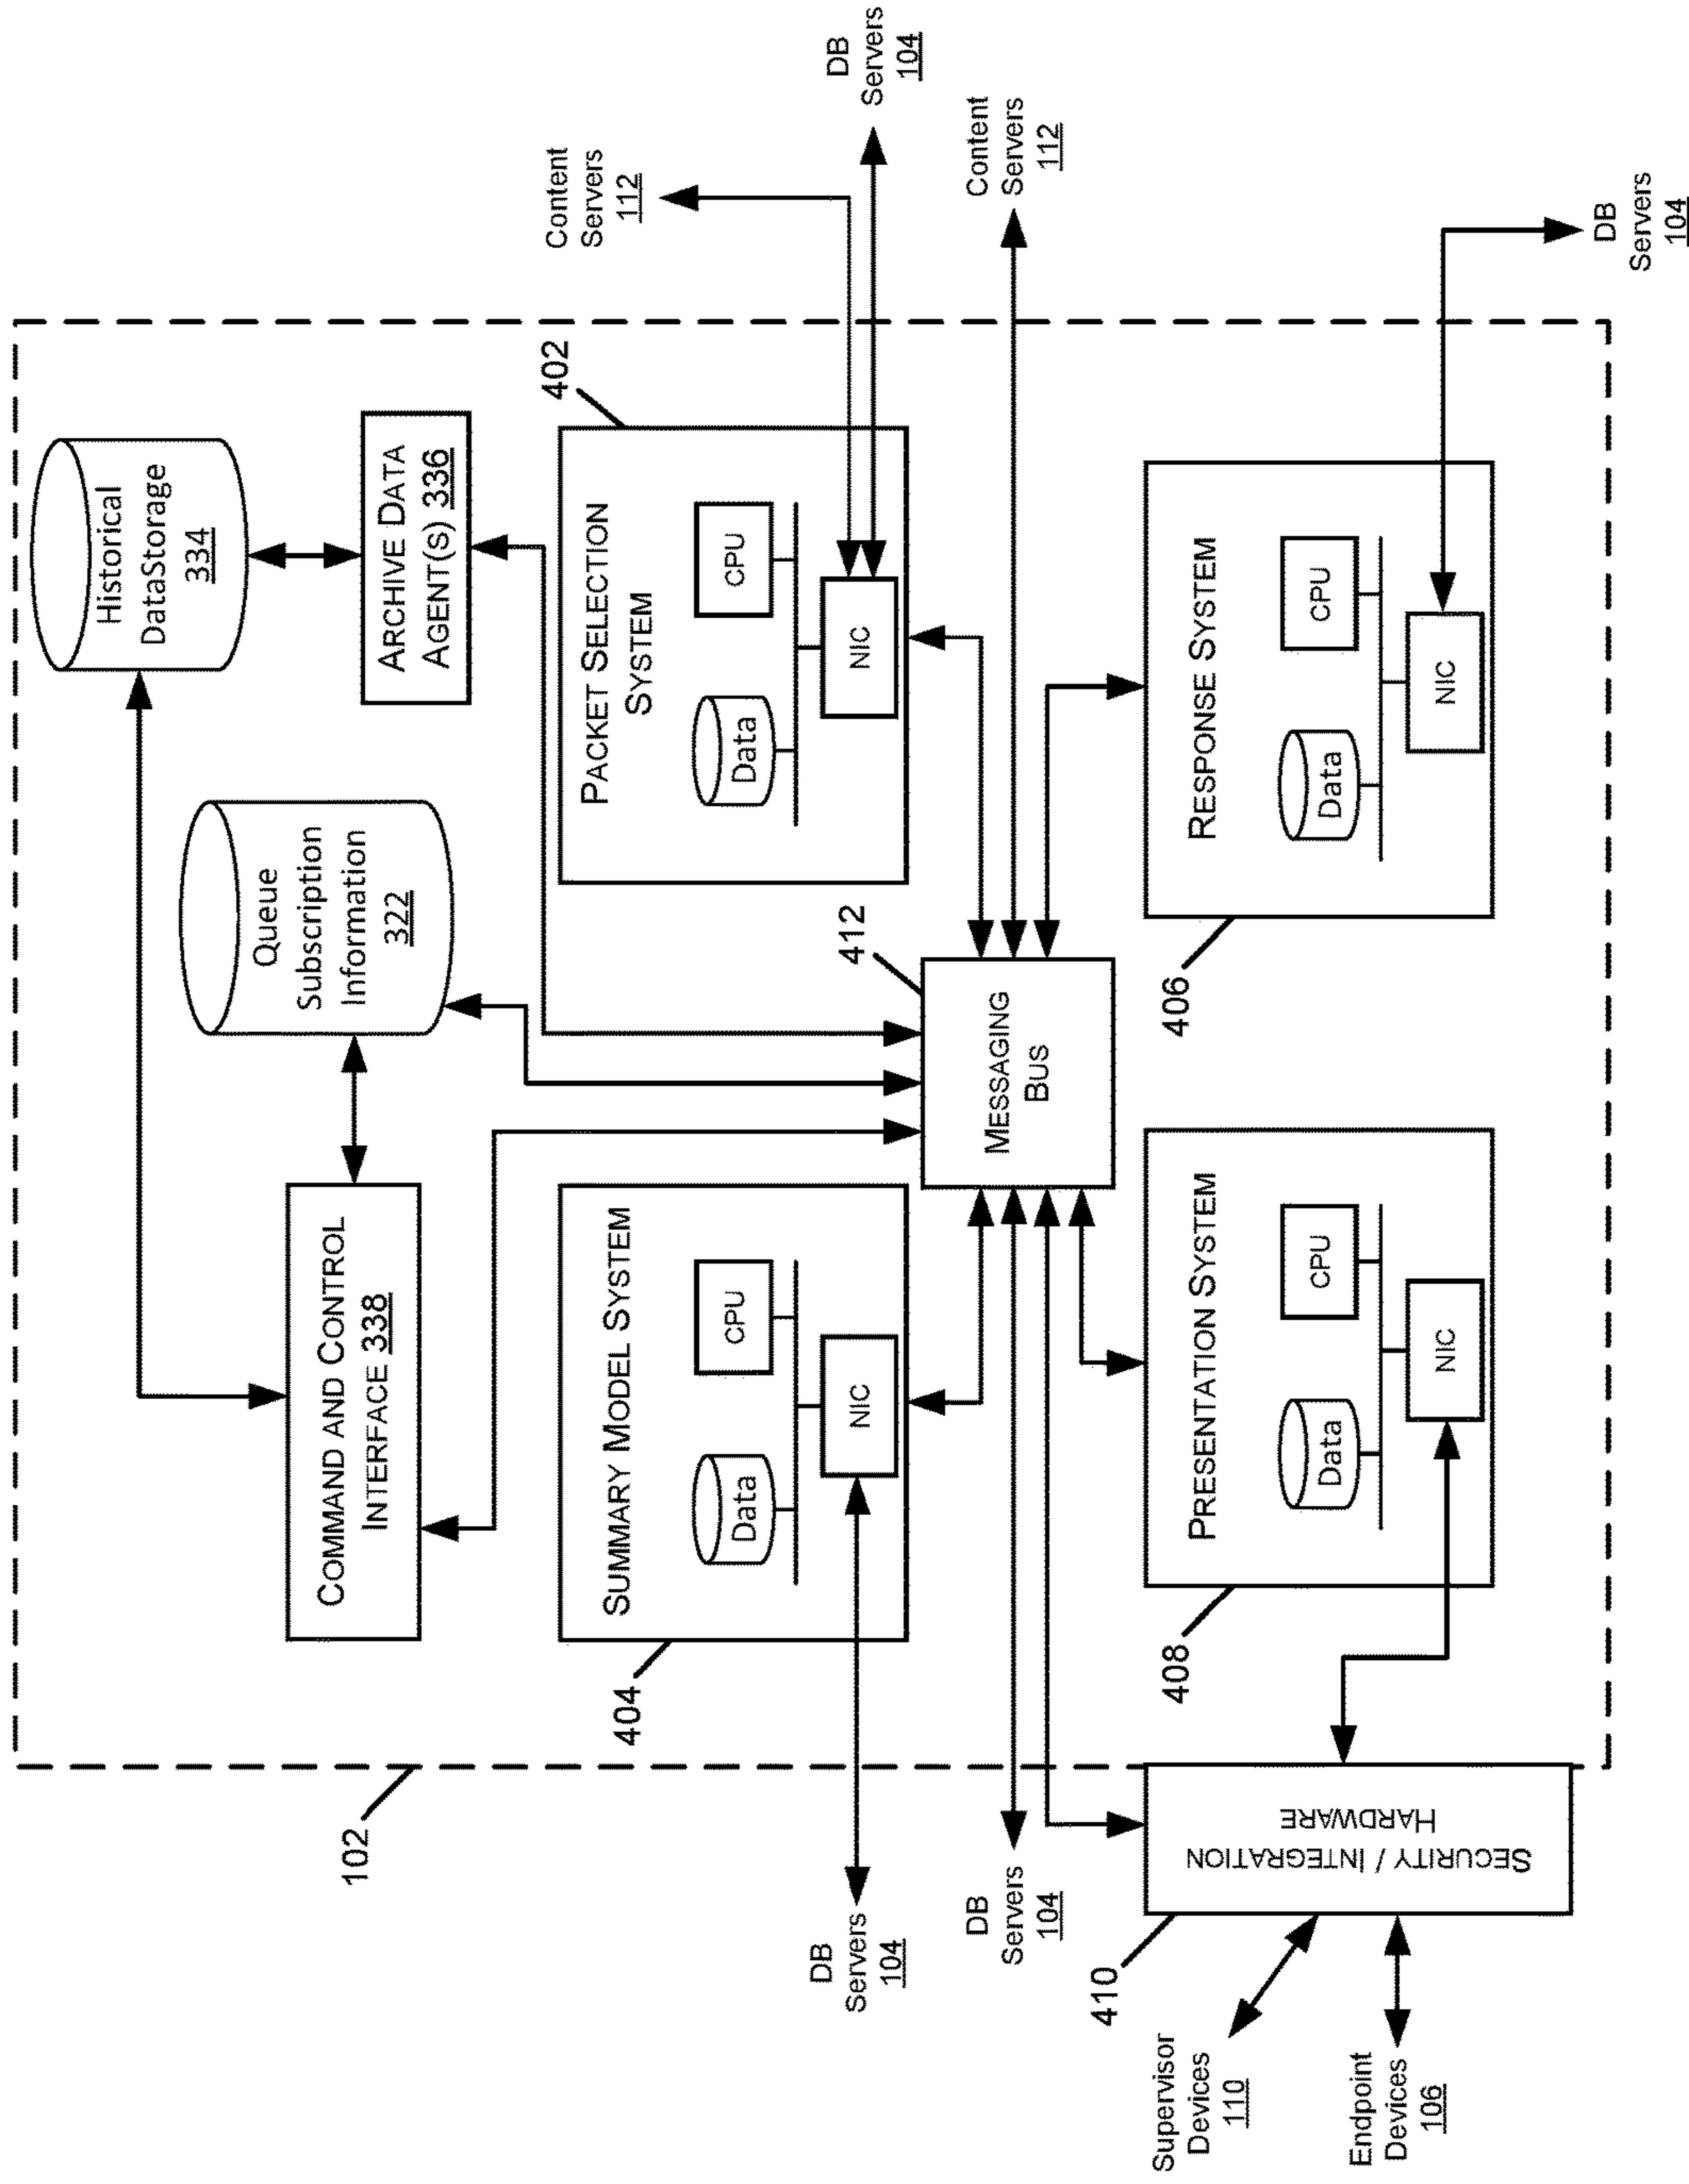 102
COMMAND AND CONTROL
INTERFACE 338
Queue
Subscription
Information
322
Historical
DataStorage
334
ARCHIVE DATA
AGENT(S) 336
404
SUMMARY MODEL SYSTEM
Data
CPU
NIC
DB
Servers
104
402
PACKET SELECTION
SYSTEM
Data
CPU
NIC
Content
Servers
112
DB
Servers
104
412
MESSAGING
BUS
DB
Servers
104
Content
Servers
112
410
SECURITY / INTEGRATION
HARDWARE
Supervisor
Devices
110
Endpoint
Devices
106
408
PRESENTATION SYSTEM
Data
CPU
NIC
406
RESPONSE SYSTEM
Data
CPU
NIC
DB
Servers
104